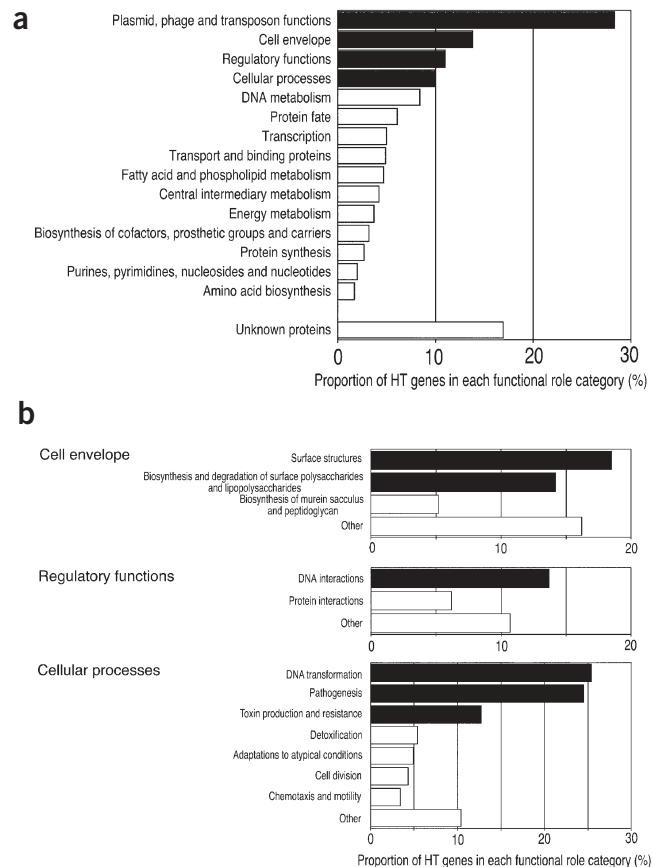 a
Plasmid, phage and transposon functions
Cell envelope
Regulatory functions
Cellular processes
DNA metabolism
Protein fate
Transcription
Transport and binding proteins
Fatty acid and phospholipid metabolism
Central intermediary metabolism
Energy metabolism
Biosynthesis of cofactors, prosthetic groups and carriers
Protein synthesis
Purines, pyrimidines, nucleosides and nucleotides
Amino acid biosynthesis
Unknown proteins
0 10 20 30
Proportion of HT genes in each functional role category (%)
b
Cell envelope
Surface structures
Biosynthesis and degradation of surface polysaccharides
and lipopolysaccharides
Biosynthesis of murein sacculus
and peptidoglycan
Other
0 10 20
Regulatory functions
DNA interactions
Protein interactions
Other
0 10 20
Cellular processes
DNA transformation
Pathogenesis
Toxin production and resistance
Detoxification
Adaptations to atypical conditions
Cell division
Chemotaxis and motility
Other
0 10 20 30
Proportion of HT genes in each functional role category (%)